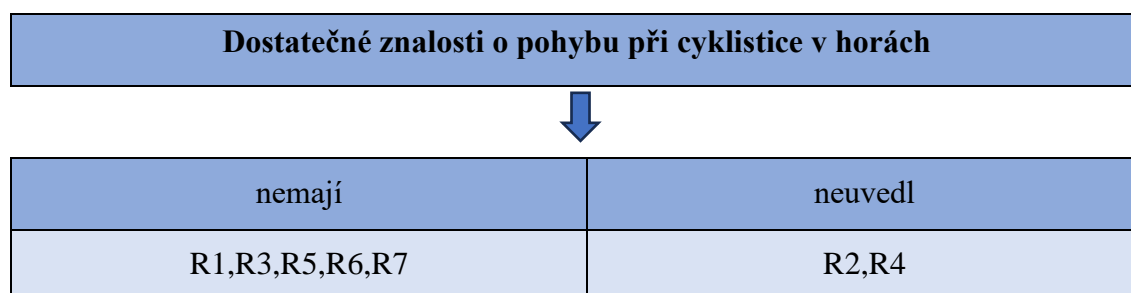 Dostatečné znalosti o pohybu při cyklistice v horách
nemají
neuvedl
R1,R3,R5,R6,R7
R2,R4